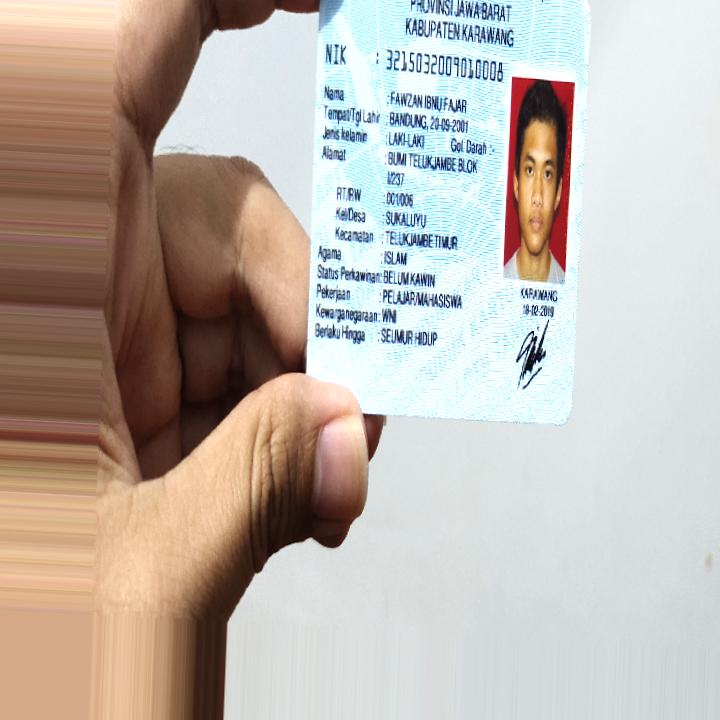 PROVINSI JAWA BARAT
KABUPATEN KARAWANG
NIK : 3215032009010008
Nama : FAWZAN IBNU FAJAR
Tempat/Tgl Lahir : BANDUNG, 20-09-2001
Jenis kelamin : LAKI-LAKI Gol. Darah :-
Alamat : BUMI TELUKJAMBE BLOK
I/237
RT/RW : 001/006
Kel/Desa : SUKALUYU
Kecamatan : TELUKJAMBE TIMUR
Agama : ISLAM
Status Perkawinan: BELUM KAWIN
Pekerjaan : PELAJAR/MAHASISWA
Kewarganegaraan: WNI
Berlaku Hingga : SEUMUR HIDUP
KARAWANG
18-02-2019